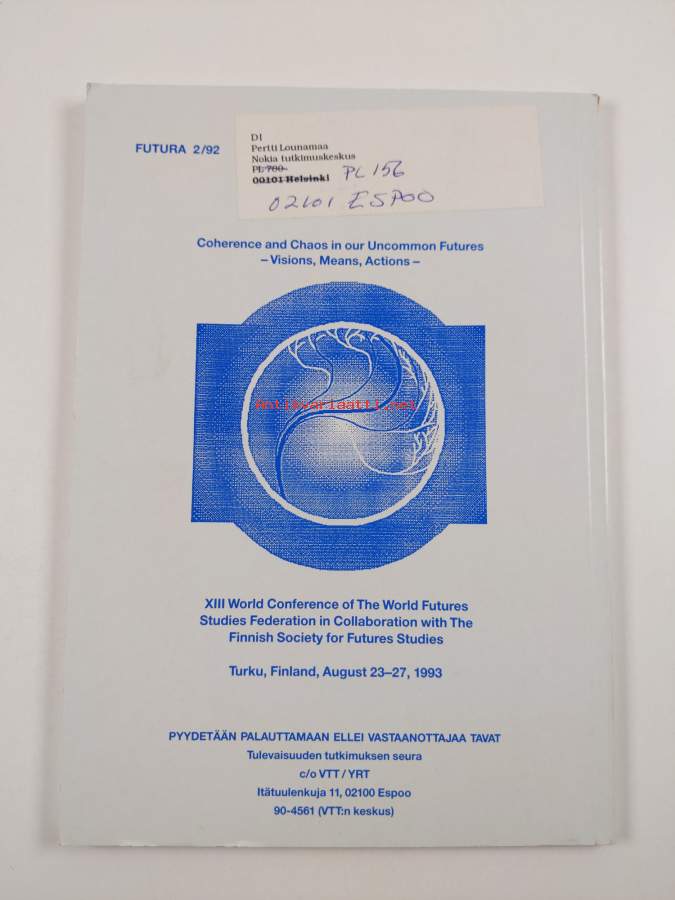 FUTURA 2/92
DI
Pertti Lounamaa
Nokia tutkimuskeskus
PL 700
00101 Helsinki
PL 156
02101 ESPOO
Coherence and Chaos in our Uncommon Futures
– Visions, Means, Actions –
Antikvariaatti.net
XIII World Conference of The World Futures
Studies Federation in Collaboration with The
Finnish Society for Futures Studies
Turku, Finland, August 23–27, 1993
PYYDETÄÄN PALAUTTAMAAN ELLEI VASTAANOTTAJAA TAVAT
Tulevaisuuden tutkimuksen seura
c/o VTT / YRT
Itätuulenkuja 11, 02100 Espoo
90-4561 (VTT:n keskus)